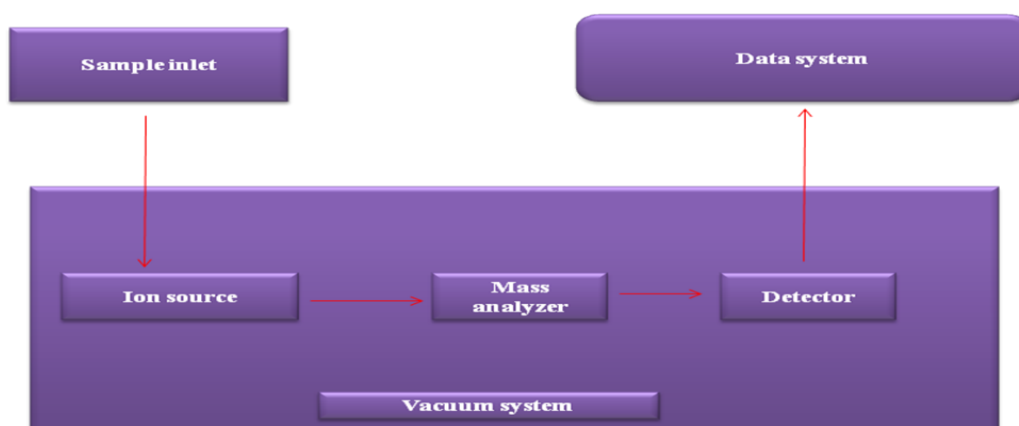 Sample inlet
Data system
Ion source
Mass
analyzer
Detector
Vacuum system